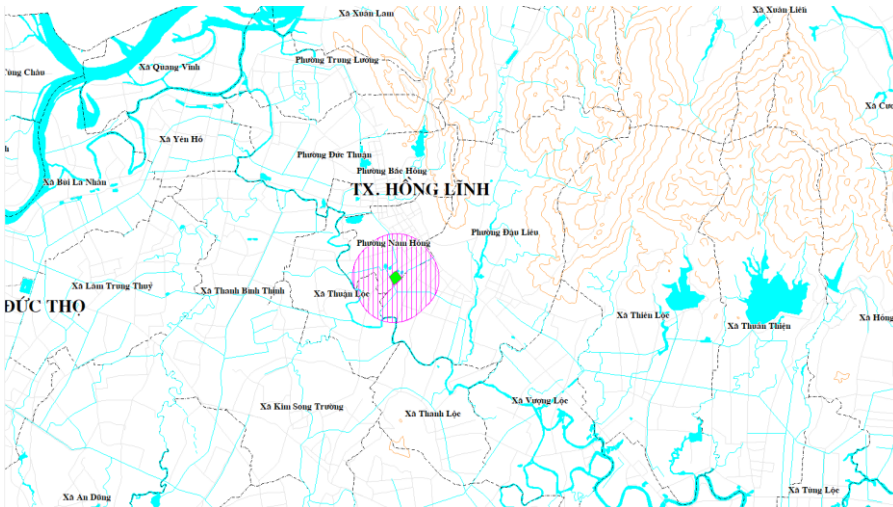 Xã Xuân Lam
Xã Xuân Liên
Phường Trung Lương
Xã Quang Vĩnh
Tùng Châu
Xã Cươ
Xã Yên Hồ
Phường Đức Thuận
Phường Bắc Hồng
Xã Bùi La Nhân
TX. HỒNG LĨNH
Phường Đậu Liêu
Phường Nam Hồng
Xã Lâm Trung Thuỷ
Xã Thanh Bình Thịnh
Xã Thuận Lộc
ĐỨC THỌ
Xã Thiên Lộc
Xã Hồng
Xã Thuần Thiện
Xã Kim Song Trường
Xã Thanh Lộc
Xã Vượng Lộc
Xã Tùng Lộc
Xã An Dũng